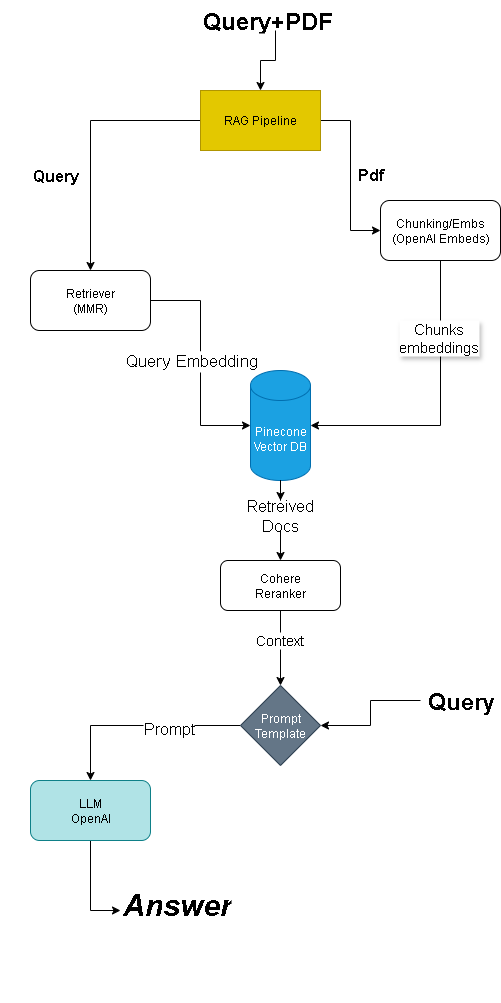 Query+PDF
RAG Pipeline
Query
Pdf
Chunking/Embs
(OpenAI Embeds)
Retriever
(MMR)
Chunks
embeddings
Query Embedding
Pinecone
Vector DB
Retreived
Docs
Cohere
Reranker
Context
Query
Prompt
Template
Prompt
LLM
OpenAI
Answer